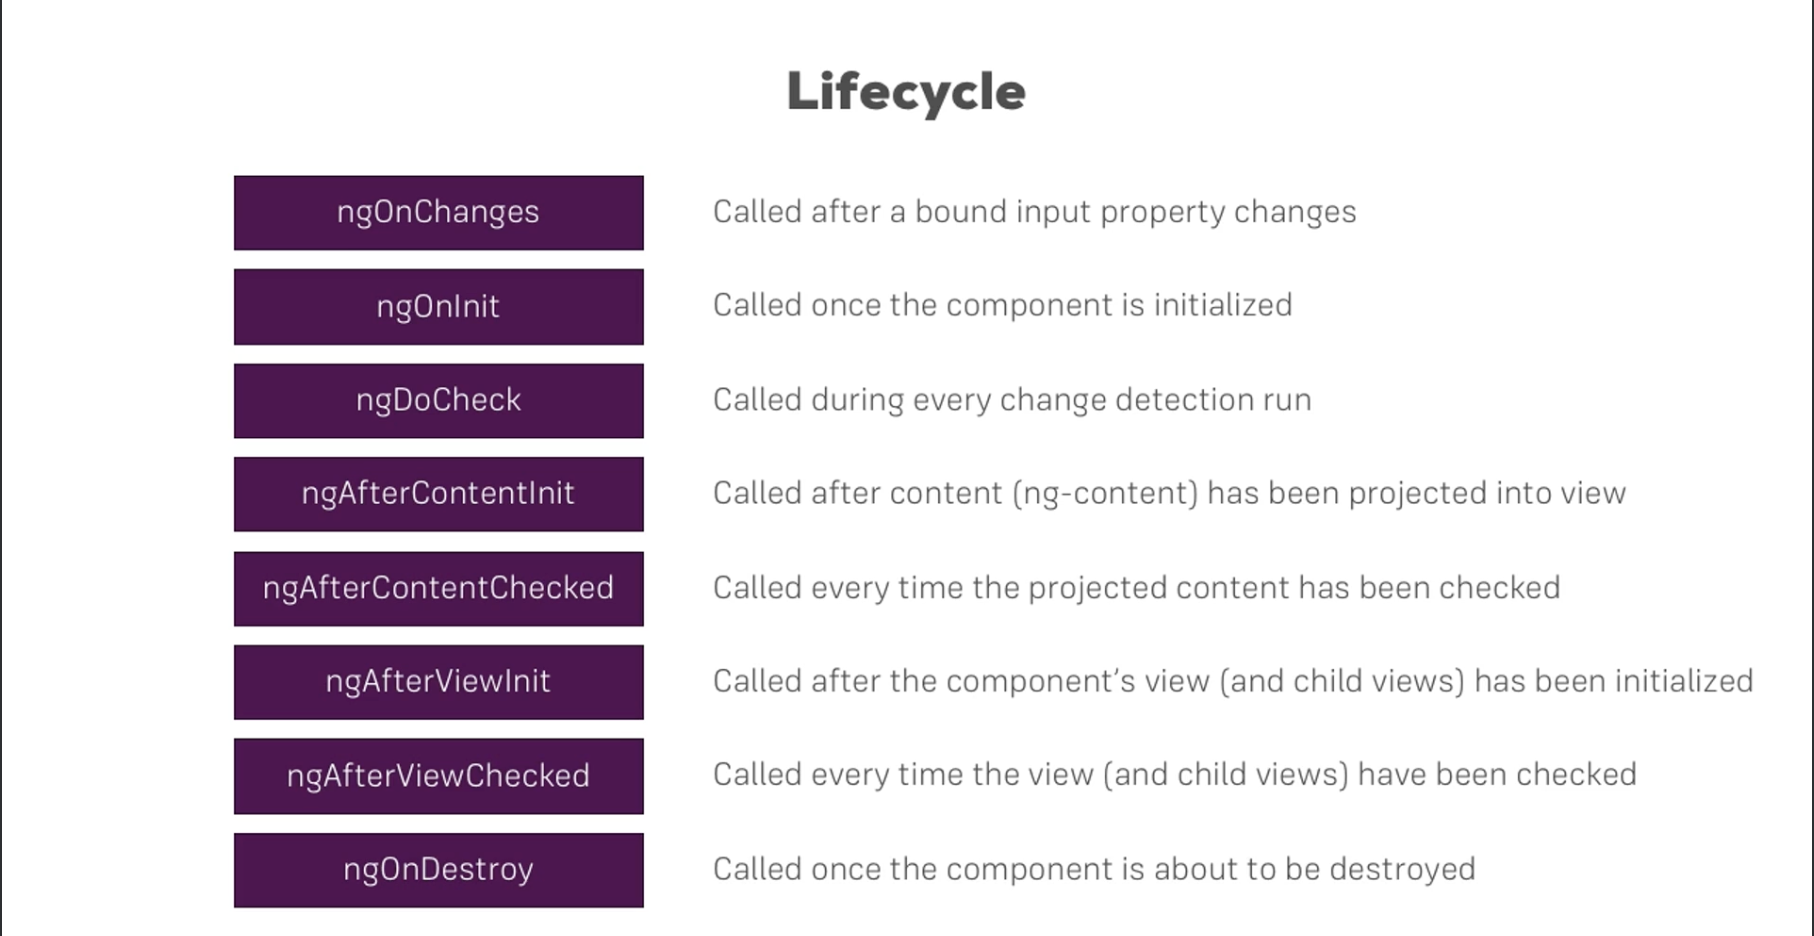 Lifecycle
ngOnChanges Called after a bound input property changes
ngOnInit Called once the component is initialized
ngDoCheck Called during every change detection run
ngAfterContentInit Called after content (ng-content) has been projected into view
ngAfterContentChecked Called every time the projected content has been checked
ngAfterViewInit Called after the component’s view (and child views) has been initialized
ngAfterViewChecked Called every time the view (and child views) have been checked
ngOnDestroy Called once the component is about to be destroyed